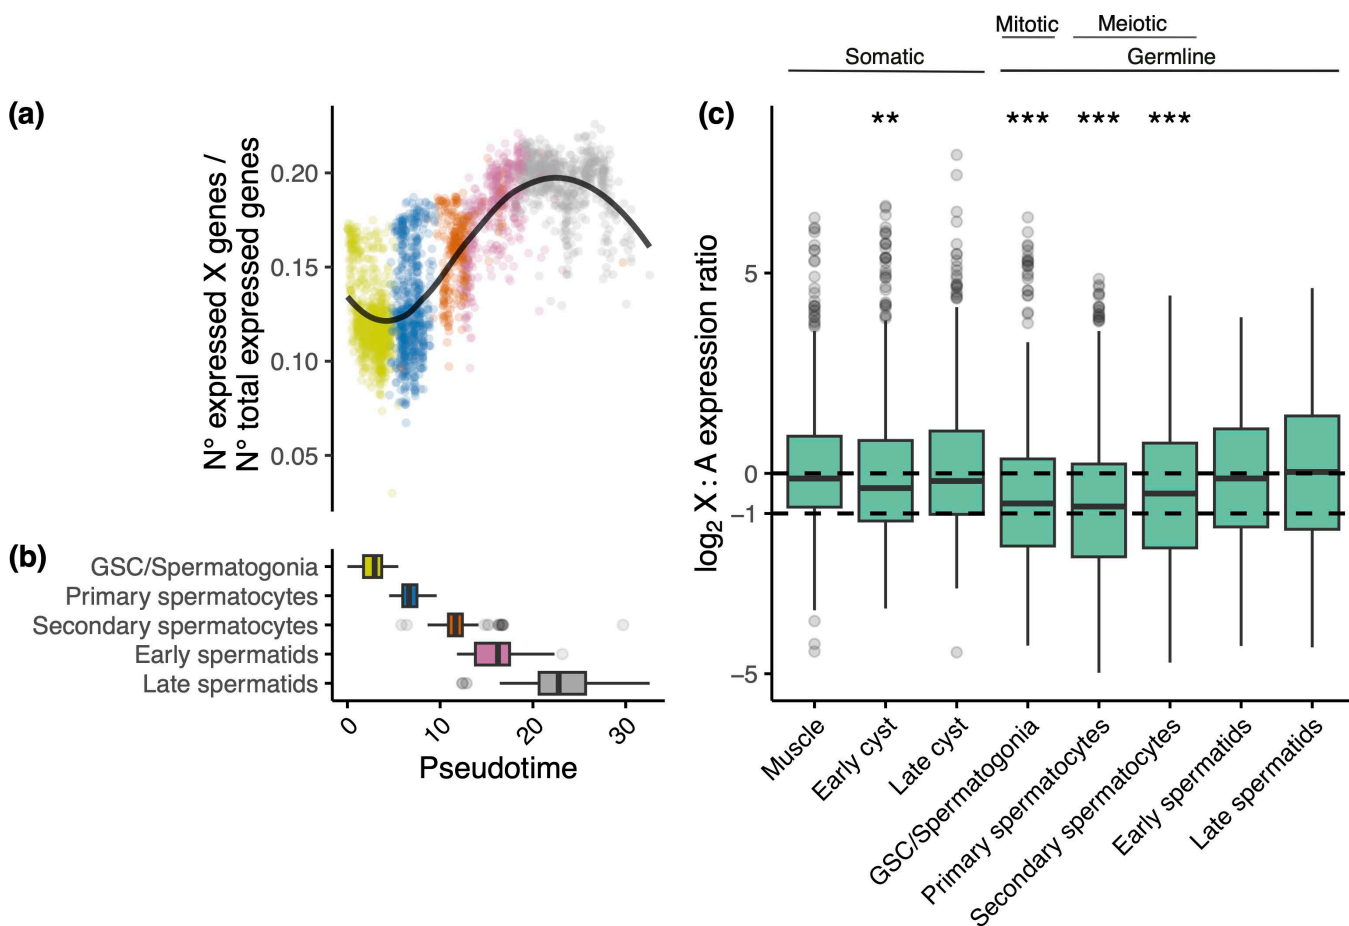 (a)
N° expressed X genes /
N° total expressed genes
0.20
0.15
0.10
0.05
(b)
GSC/Spermatogonia
Primary spermatocytes
Secondary spermatocytes
Early spermatids
Late spermatids
0
10
20
30
Pseudotime
(c)
Mitotic
Meiotic
Somatic
Germline
**
***
***
***
log₂ X : A expression ratio
5
0
−1
−5
Muscle
Early cyst
Late cyst
GSC/Spermatogonia
Primary spermatocytes
Secondary spermatocytes
Early spermatids
Late spermatids